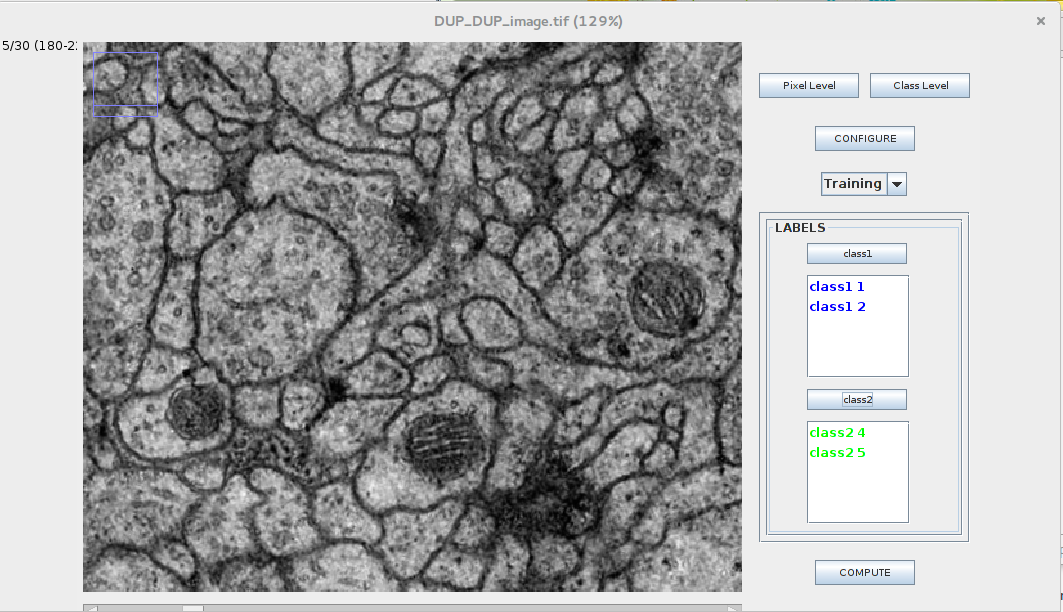 DUP_DUP_image.tif (129%)
5/30 (180-2
Pixel Level
Class Level
CONFIGURE
Training
LABELS
class1
class1 1
class1 2
class2
class2 4
class2 5
COMPUTE